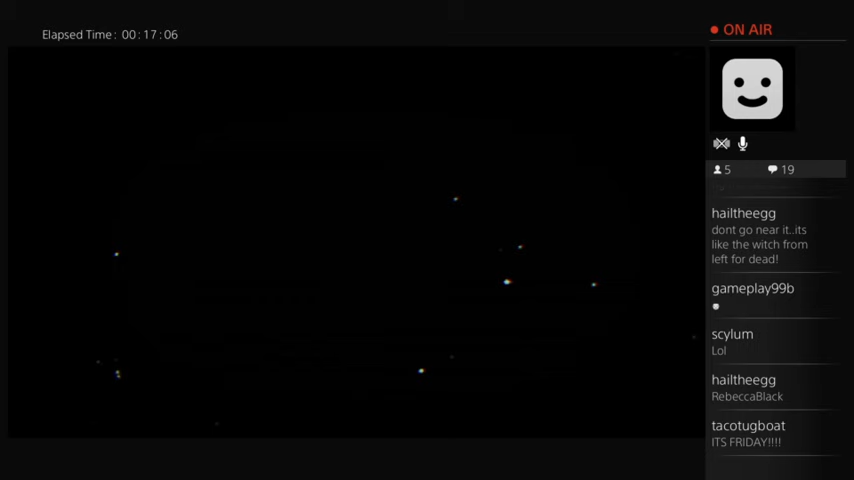 Elapsed Time: 00:17:06
ON AIR
5 19
hailtheegg
dont go near it..its
like the witch from
left for dead!
gameplay99b
scylum
Lol
hailtheegg
RebeccaBlack
tacotugboat
ITS FRIDAY!!!!